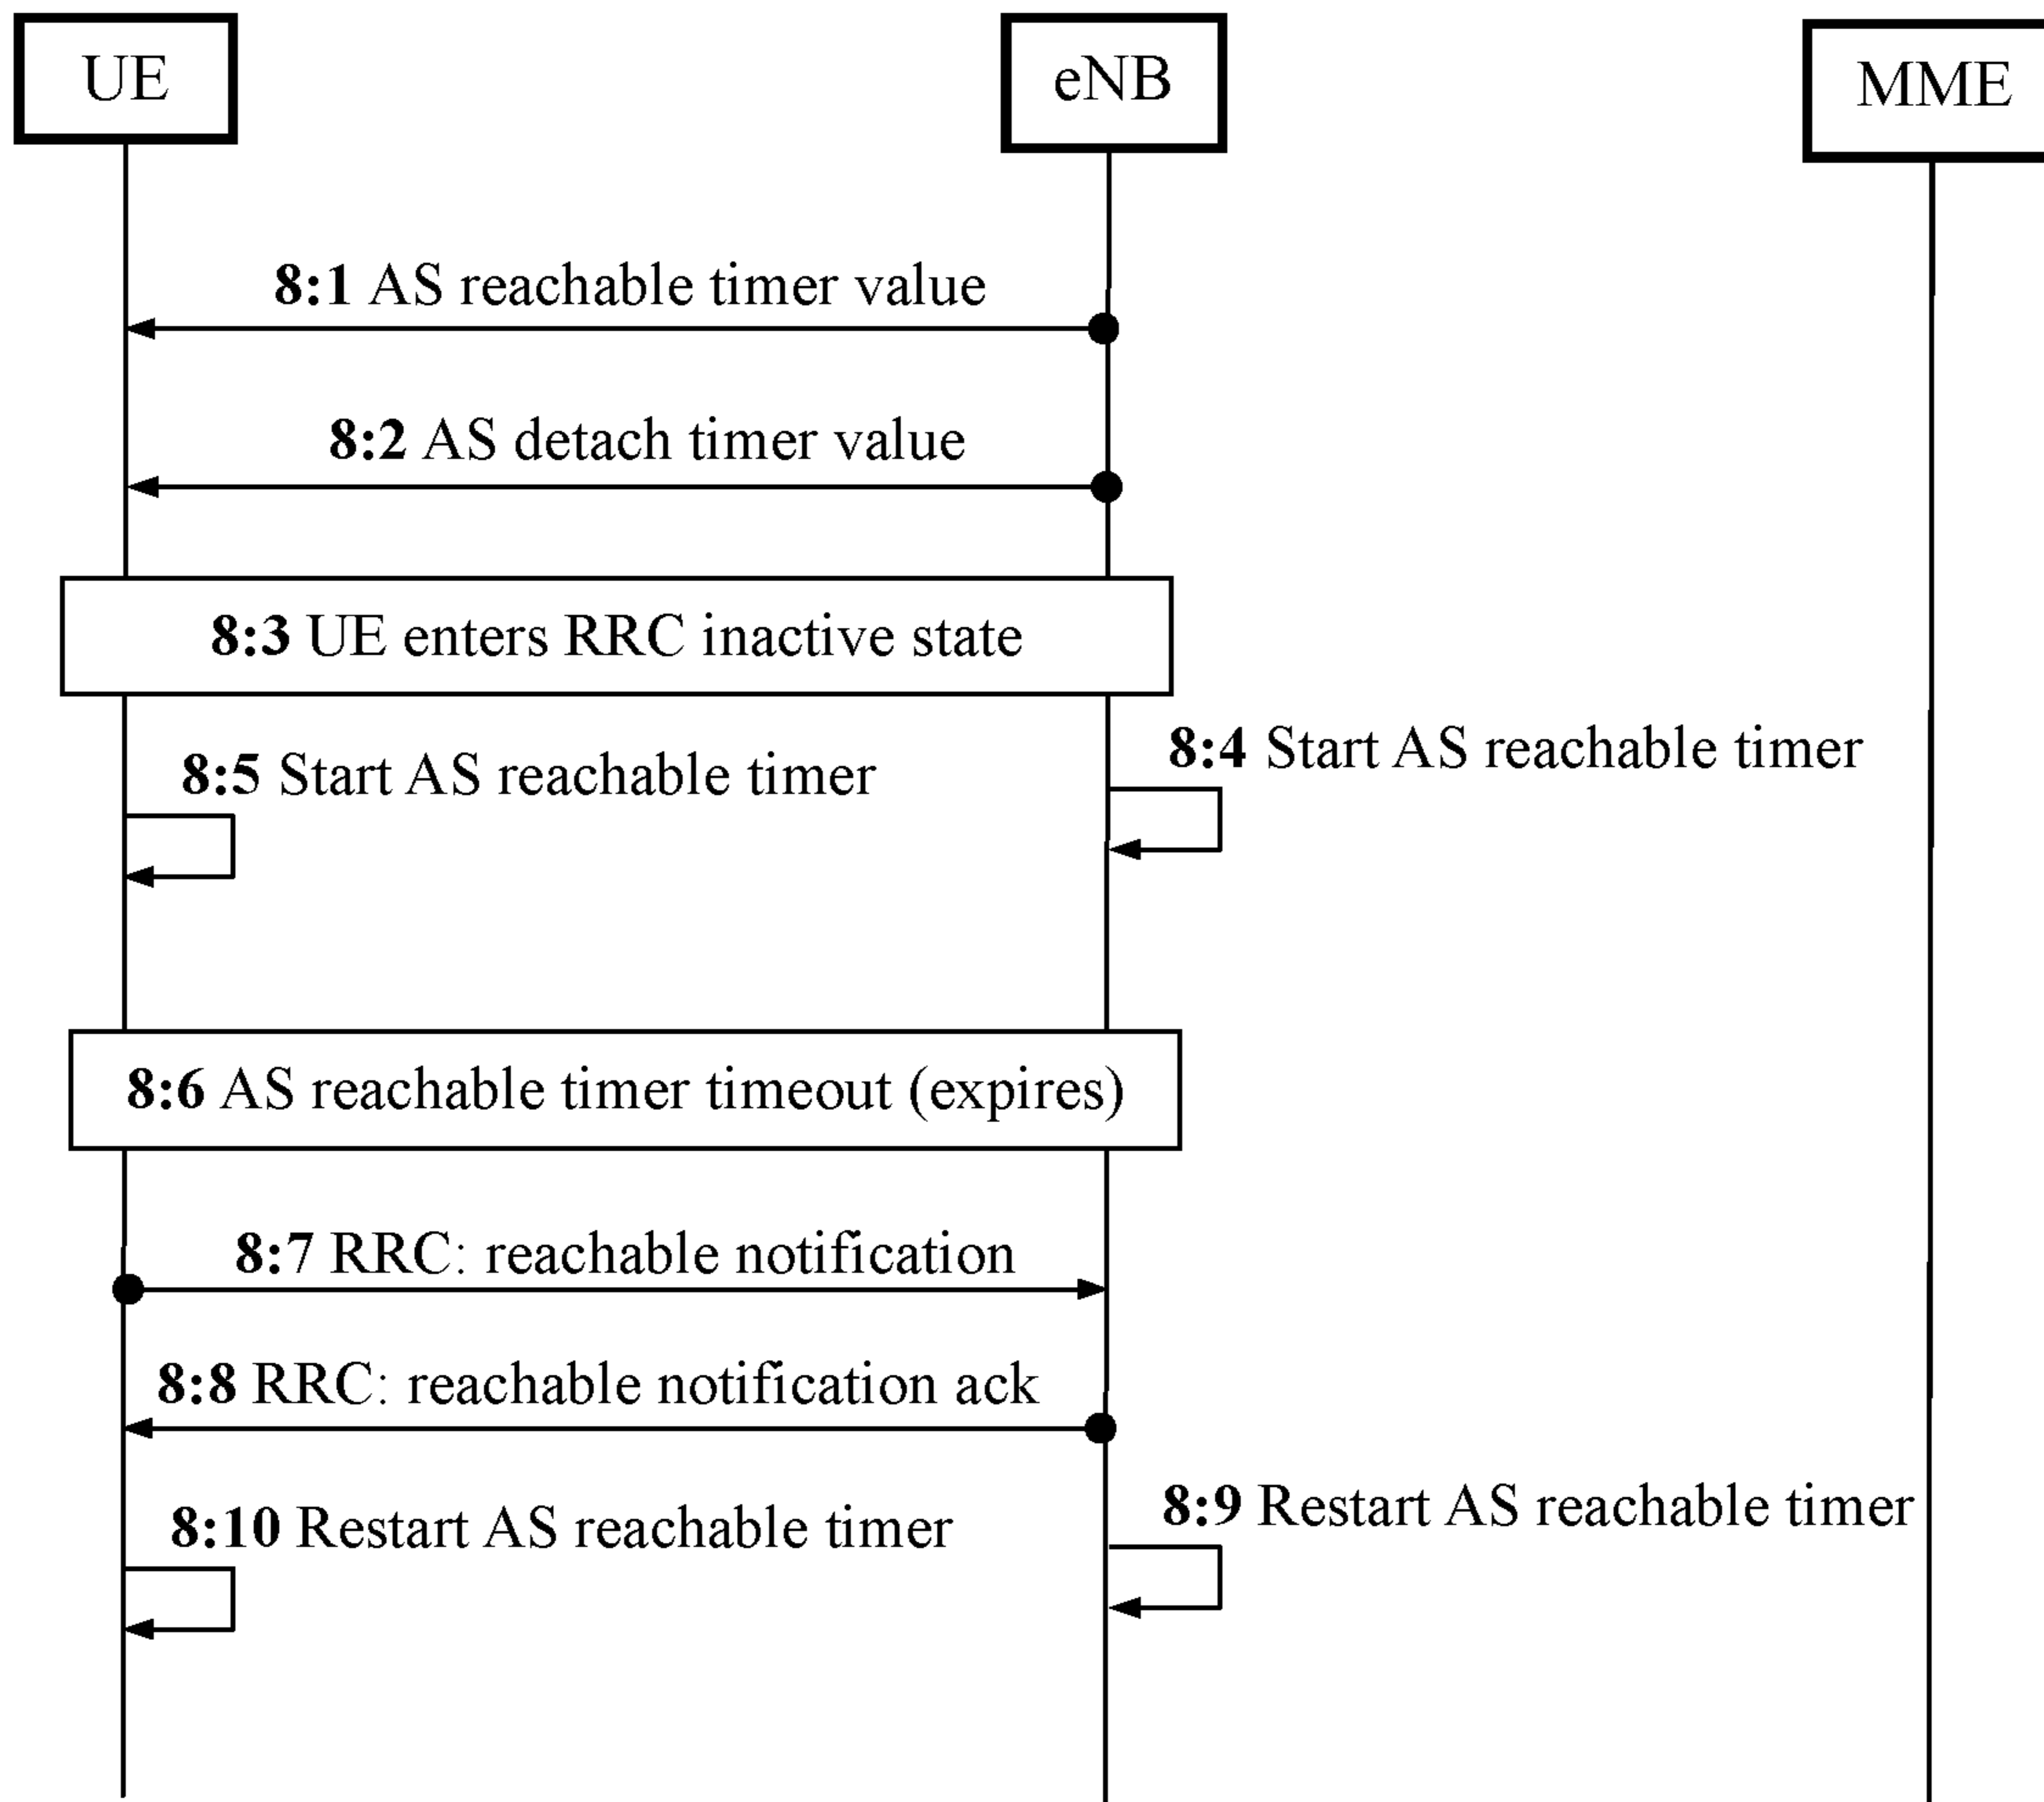 UE
eNB
MME
8:1 AS reachable timer value
8:2 AS detach timer value
8:3 UE enters RRC inactive state
8:4 Start AS reachable timer
8:5 Start AS reachable timer
8:6 AS reachable timer timeout (expires)
8:7 RRC: reachable notification
8:8 RRC: reachable notification ack
8:9 Restart AS reachable timer
8:10 Restart AS reachable timer